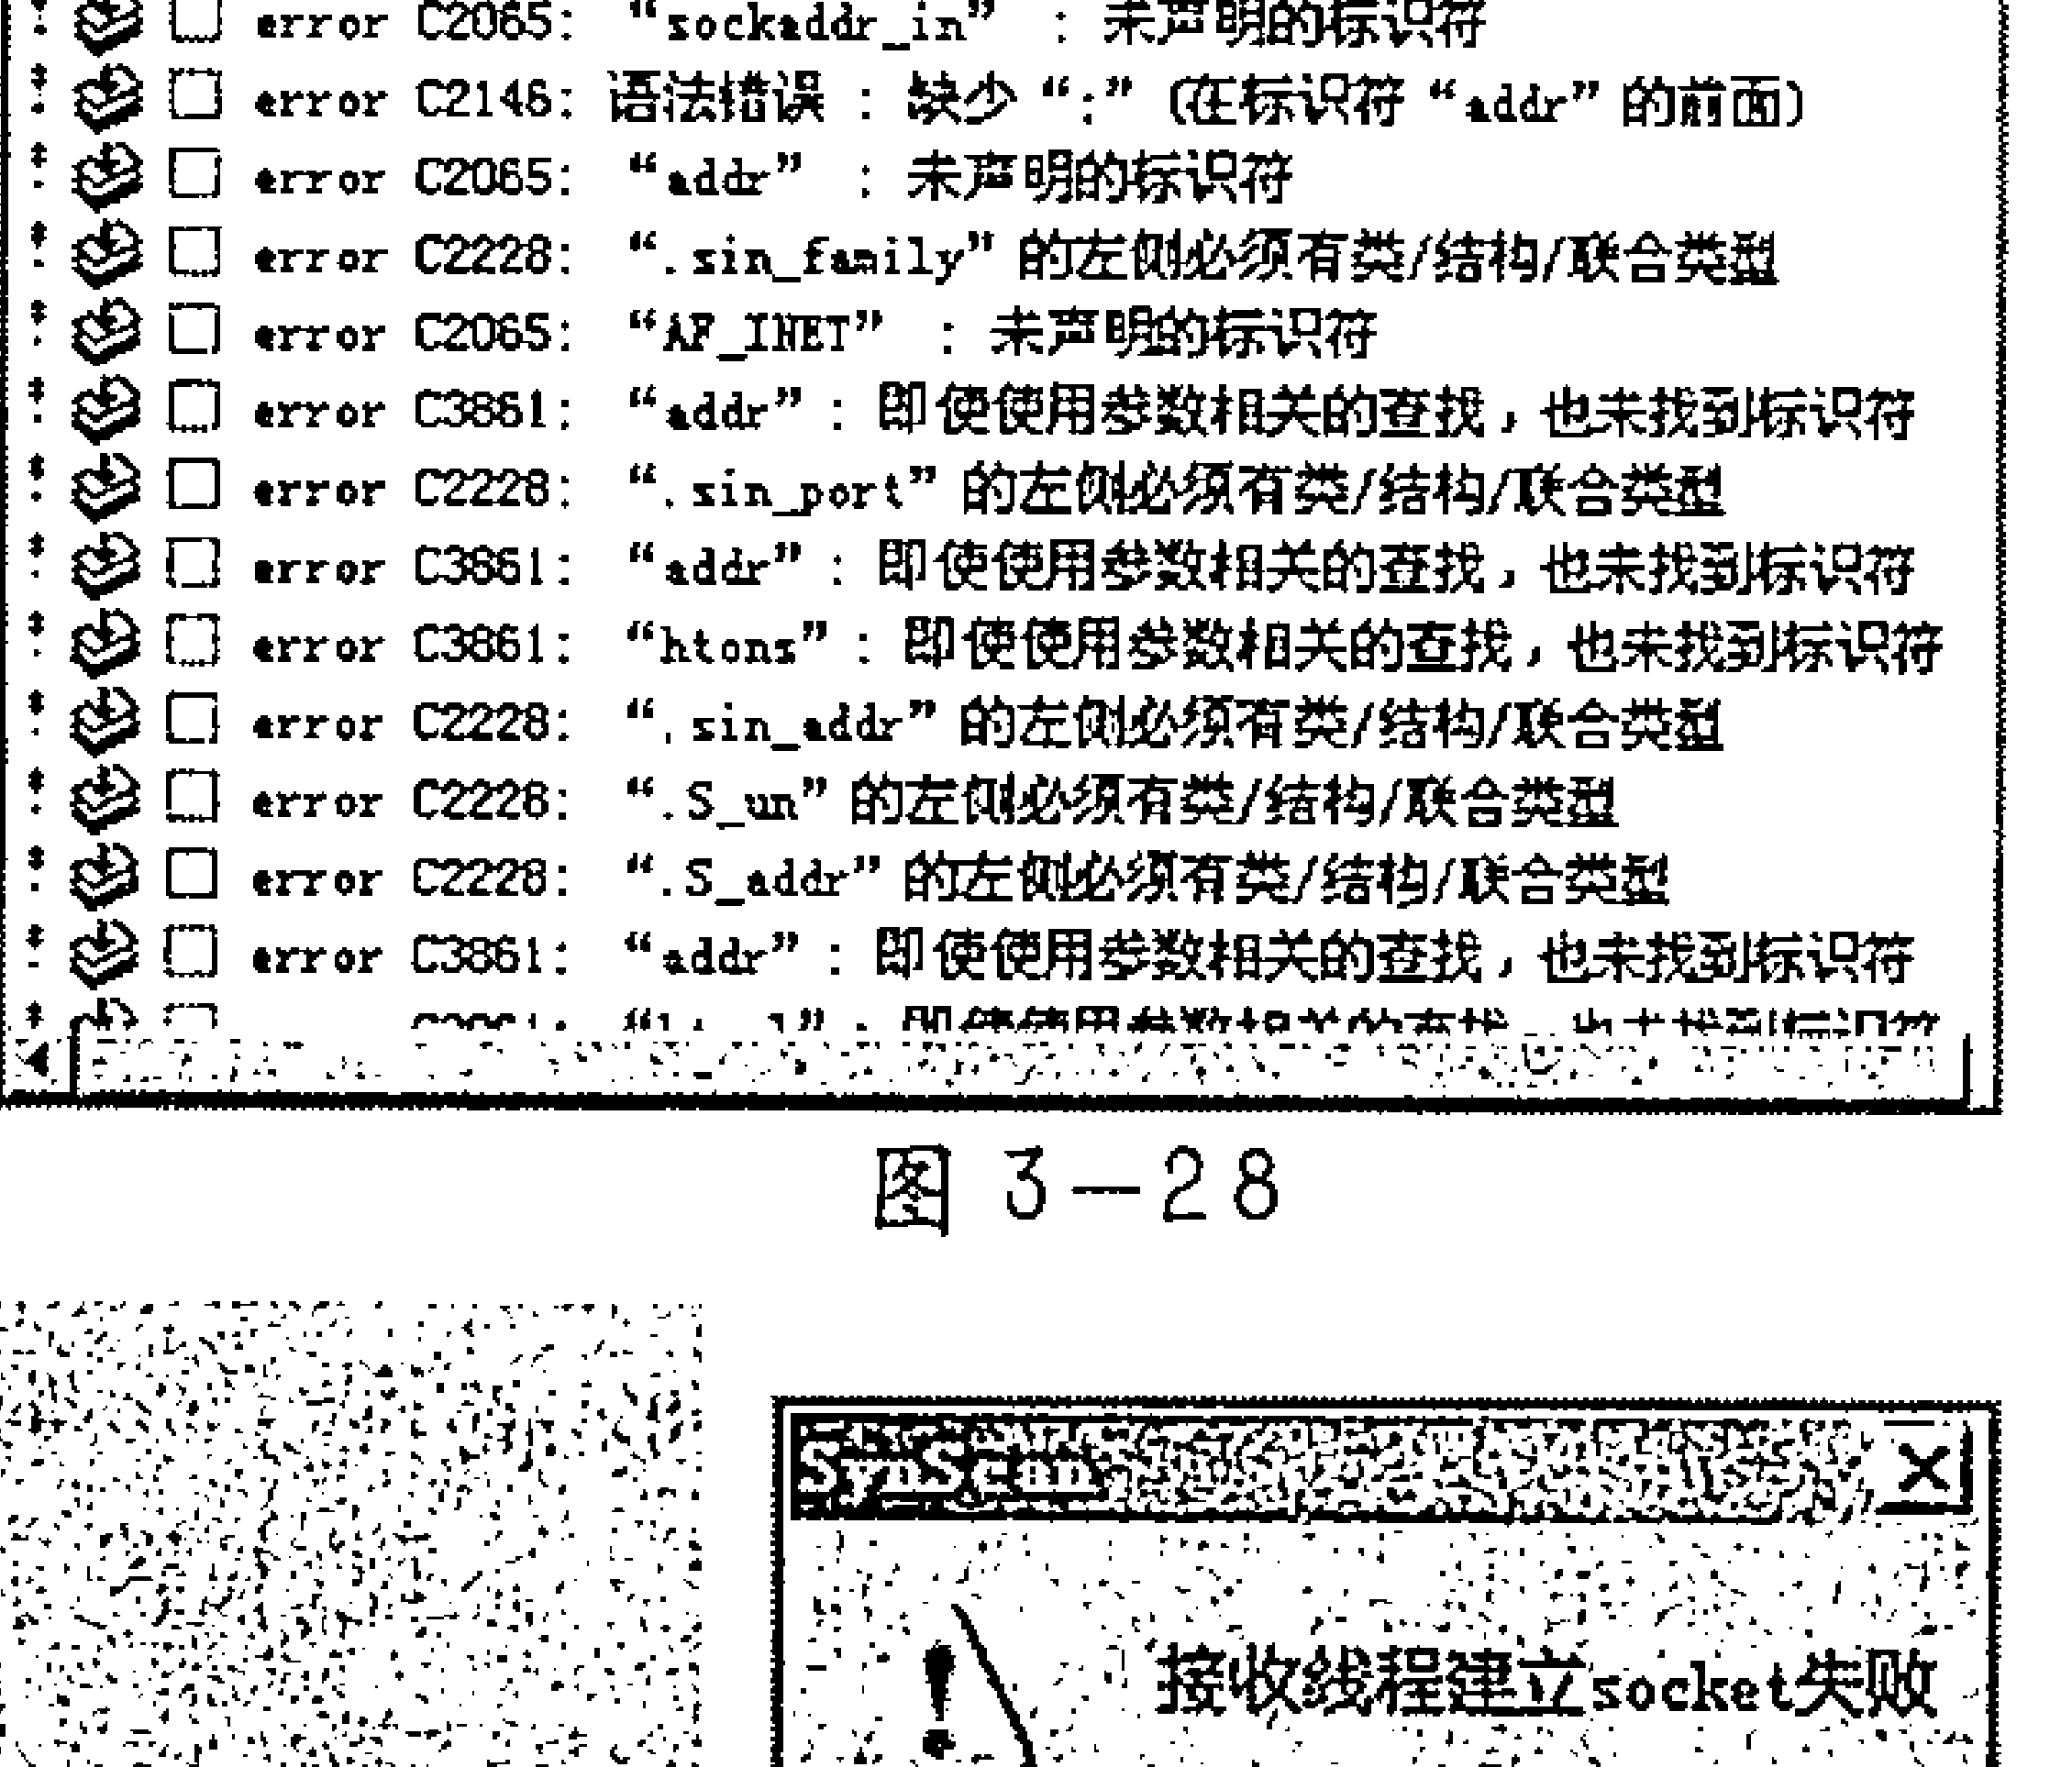 error C2065: “sockaddr_in” : 未声明的标识符
error C2146: 语法错误 : 缺少“;”(在标识符“addr”的前面)
error C2065: “addr” : 未声明的标识符
error C2228: “.sin_family”的左侧必须有类/结构/联合类型
error C2065: “AF_INET” : 未声明的标识符
error C3861: “addr”: 即使使用参数相关的查找，也未找到标识符
error C2228: “.sin_port”的左侧必须有类/结构/联合类型
error C3861: “addr”: 即使使用参数相关的查找，也未找到标识符
error C3861: “htons”: 即使使用参数相关的查找，也未找到标识符
error C2228: “.sin_addr”的左侧必须有类/结构/联合类型
error C2228: “.S_un”的左侧必须有类/结构/联合类型
error C2228: “.S_addr”的左侧必须有类/结构/联合类型
error C3861: “addr”: 即使使用参数相关的查找，也未找到标识符
图 3—28
SynScan
接收线程建立socket失败